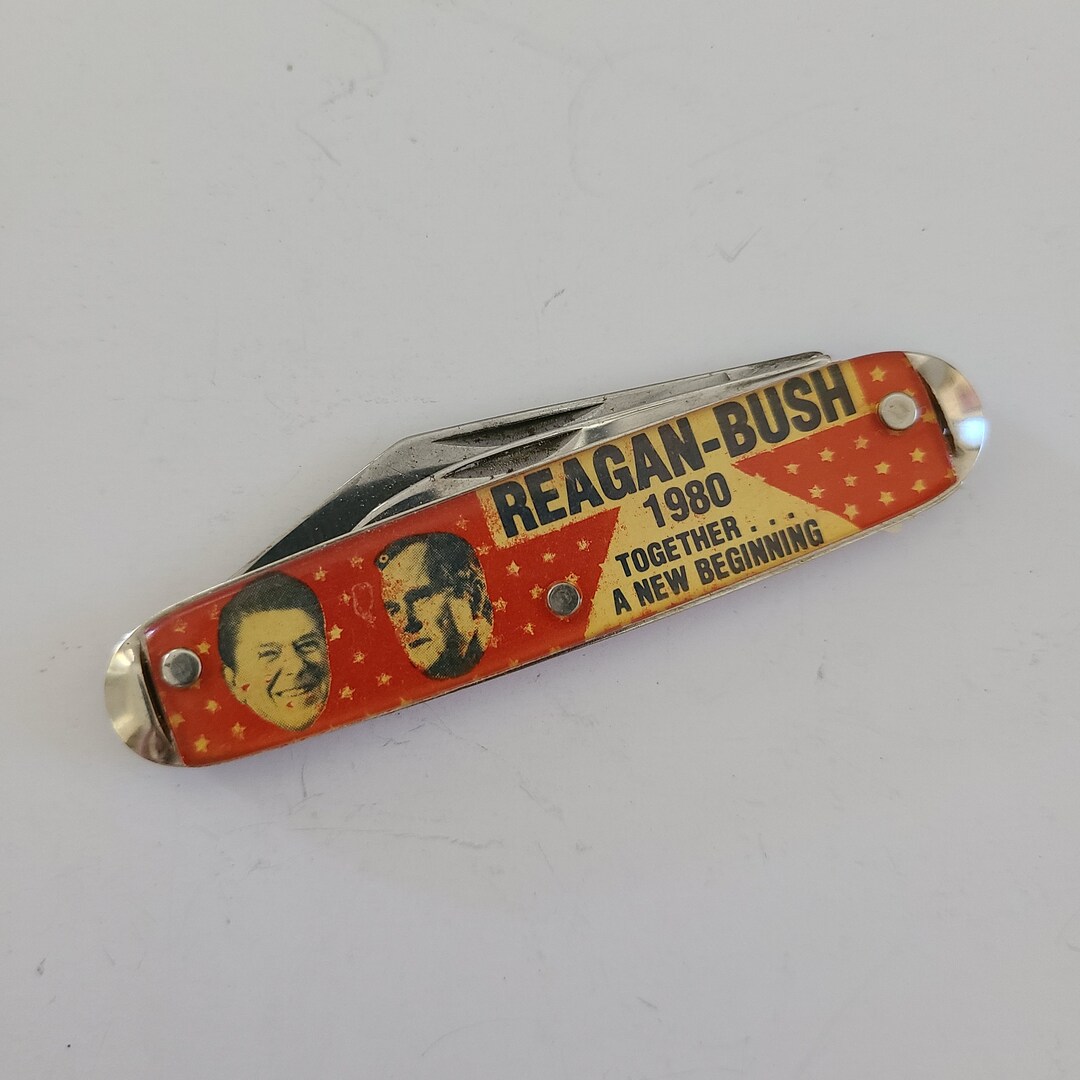 REAGAN-BUSH
1980
TOGETHER...
A NEW BEGINNING